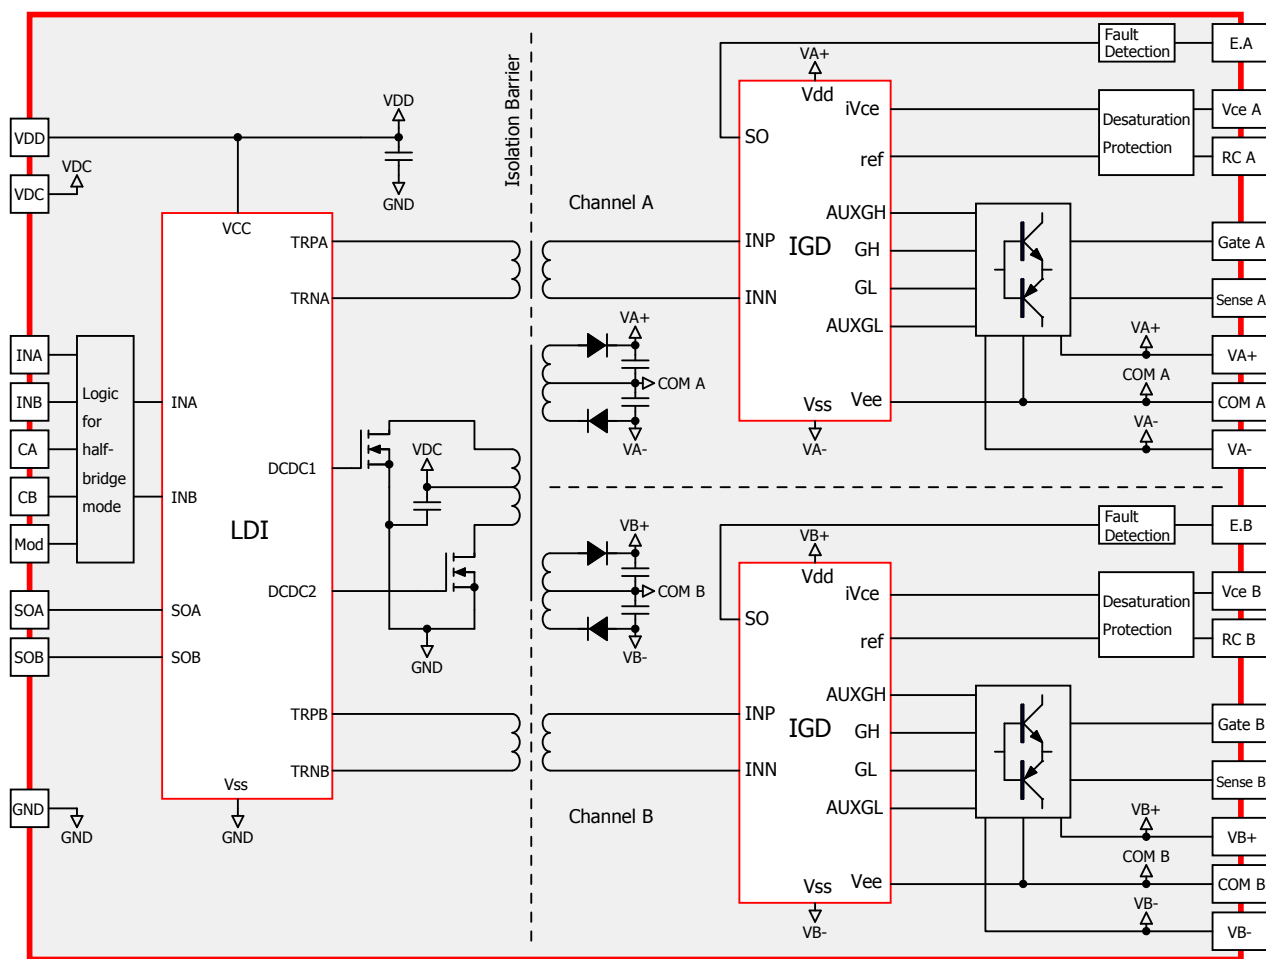 VDD
VDC
VDC
INA
INB
CA
CB
Mod
SOA
SOB
GND
GND
Logic
for
half-
bridge
mode
VDD
GND
VCC
TRPA
TRNA
INA
INB
DCDC1
LDI
DCDC2
SOA
SOB
TRPB
TRNB
Vss
GND
VDC
GND
Isolation Barrier
Channel A
VA+
COM A
VA-
VA+
Vdd
SO
iVce
ref
AUXGH
INP
IGD
GH
GL
INN
AUXGL
Vee
Vss
VA-
Fault
Detection
Desaturation
Protection
VA+
COM A
VA-
E.A
Vce A
RC A
Gate A
Sense A
VA+
COM A
VA-
VB+
COM B
VB-
Channel B
VB+
Vdd
SO
iVce
ref
AUXGH
INP
IGD
GH
GL
INN
AUXGL
Vee
Vss
VB-
Fault
Detection
Desaturation
Protection
VB+
COM B
VB-
E.B
Vce B
RC B
Gate B
Sense B
VB+
COM B
VB-